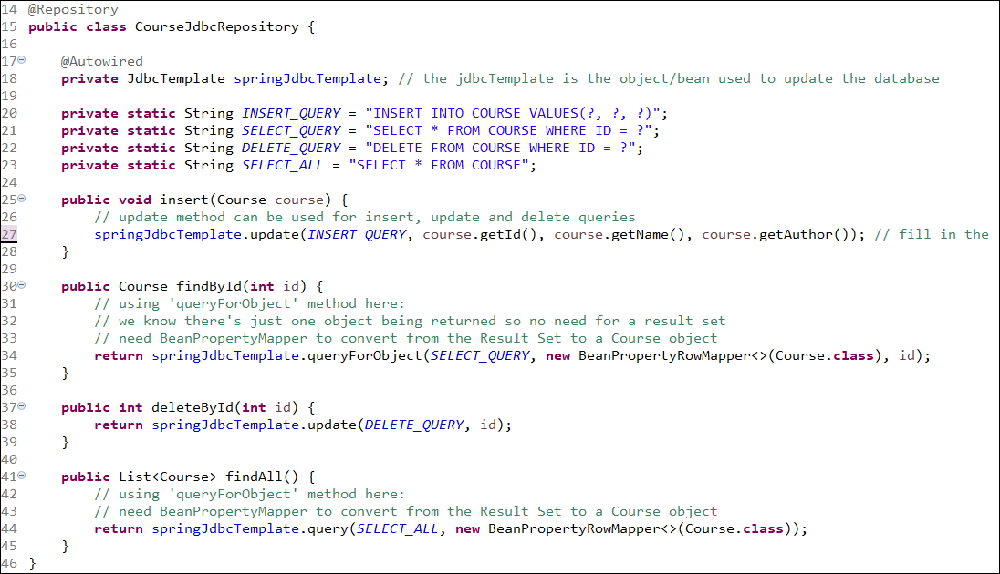 14 @Repository
15 public class CourseJdbcRepository {
16
17 @Autowired
18 private JdbcTemplate springJdbcTemplate; // the jdbcTemplate is the object/bean used to update the database
19
20 private static String INSERT_QUERY = "INSERT INTO COURSE VALUES(?, ?, ?)";
21 private static String SELECT_QUERY = "SELECT * FROM COURSE WHERE ID = ?";
22 private static String DELETE_QUERY = "DELETE FROM COURSE WHERE ID = ?";
23 private static String SELECT_ALL = "SELECT * FROM COURSE";
24
25 public void insert(Course course) {
26 // update method can be used for insert, update and delete queries
27 springJdbcTemplate.update(INSERT_QUERY, course.getId(), course.getName(), course.getAuthor()); // fill in the
28 }
29
30 public Course findById(int id) {
31 // using 'queryForObject' method here:
32 // we know there's just one object being returned so no need for a result set
33 // need BeanPropertyMapper to convert from the Result Set to a Course object
34 return springJdbcTemplate.queryForObject(SELECT_QUERY, new BeanPropertyRowMapper<>(Course.class), id);
35 }
36
37 public int deleteById(int id) {
38 return springJdbcTemplate.update(DELETE_QUERY, id);
39 }
40
41 public List<Course> findAll() {
42 // using 'queryForObject' method here:
43 // need BeanPropertyMapper to convert from the Result Set to a Course object
44 return springJdbcTemplate.query(SELECT_ALL, new BeanPropertyRowMapper<>(Course.class));
45 }
46 }